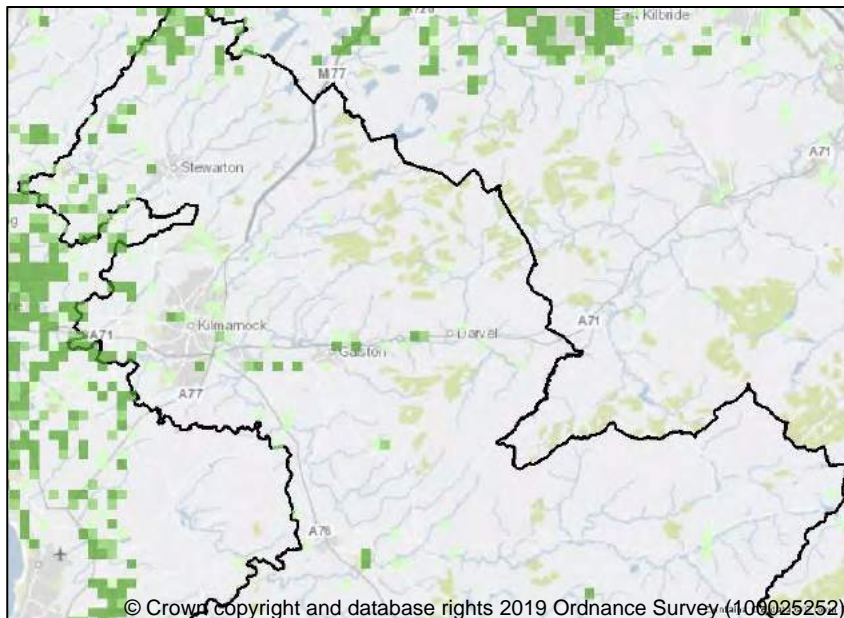 East Kilbride
M77
A71
Stewarton
A71
A71
Kilmarnock
Darvel
Galston
A77
A76
© Crown copyright and database rights 2019 Ordnance Survey (100025252)